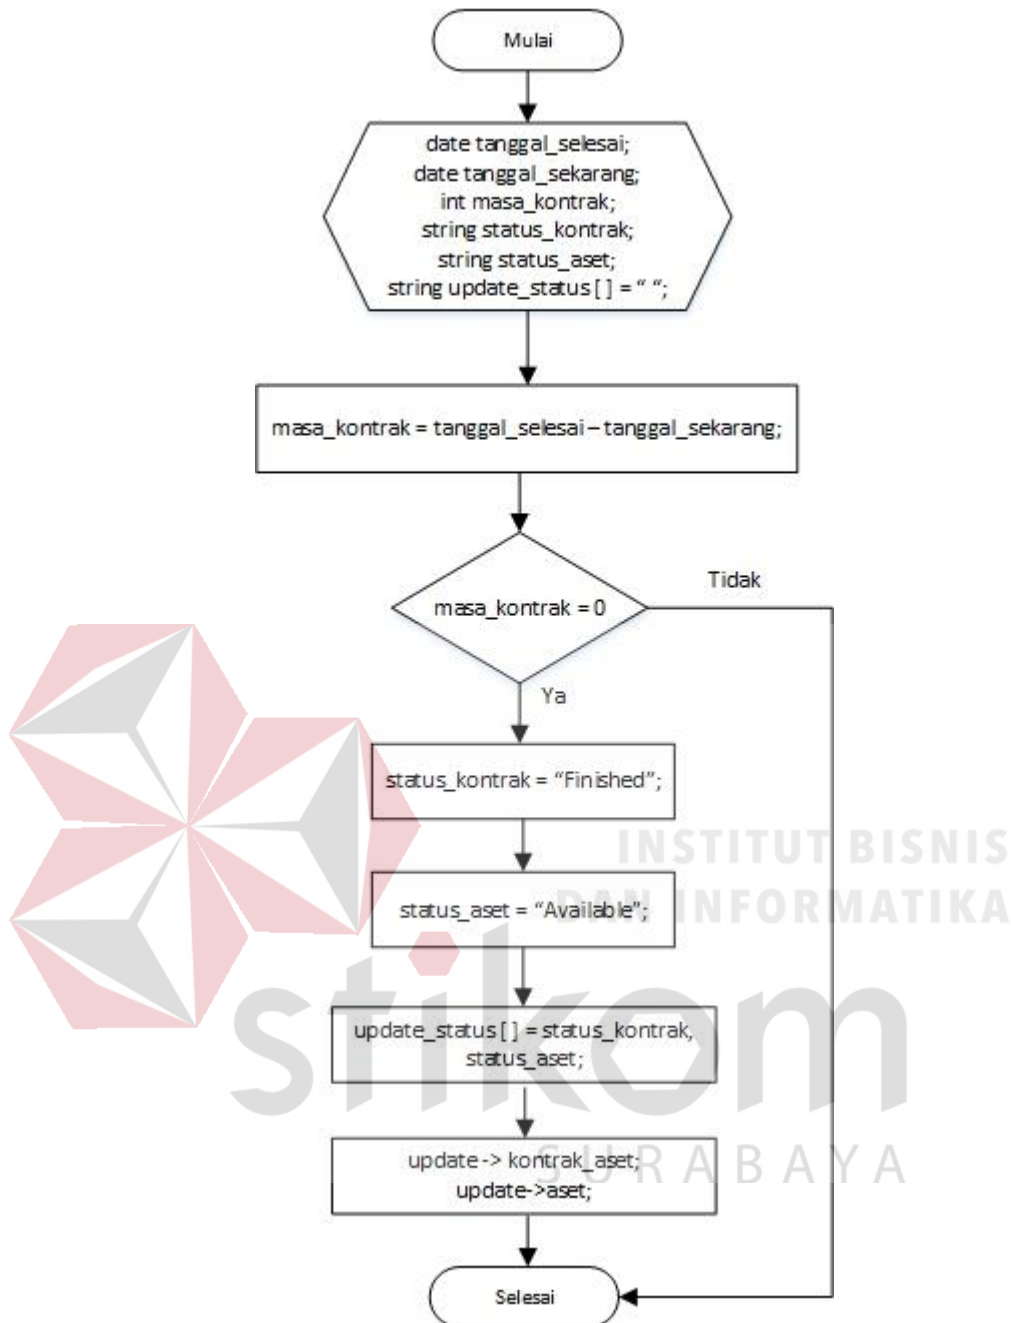 Mulai
date tanggal_selesai;
date tanggal_sekarang;
int masa_kontrak;
string status_kontrak;
string status_aset;
string update_status [ ] = “ “;
masa_kontrak = tanggal_selesai – tanggal_sekarang;
masa_kontrak = 0
Tidak
Ya
status_kontrak = “Finished”;
status_aset = “Available”;
update_status [ ] = status_kontrak,
status_aset;
update -> kontrak_aset;
update->aset;
Selesai
INSTITUT BISNIS
DAN INFORMATIKA
stikom
SURABAYA